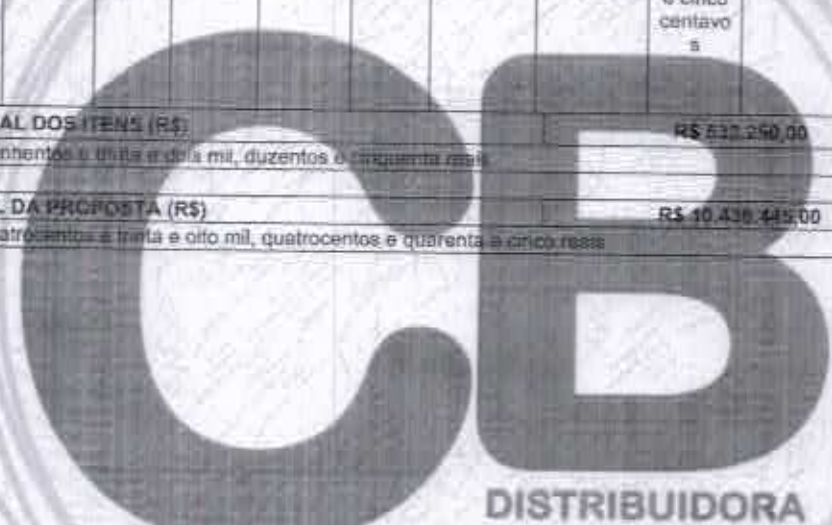 e cinco
centavo
s
AL DOS ITENS (R$)
R$ 532.250,00
nhentos e trinta e dois mil, duzentos e cinquenta reais
L DA PROPOSTA (R$)
R$ 10.438.445,00
atrocentos e trinta e oito mil, quatrocentos e quarenta e cinco reais
CB
DISTRIBUIDORA